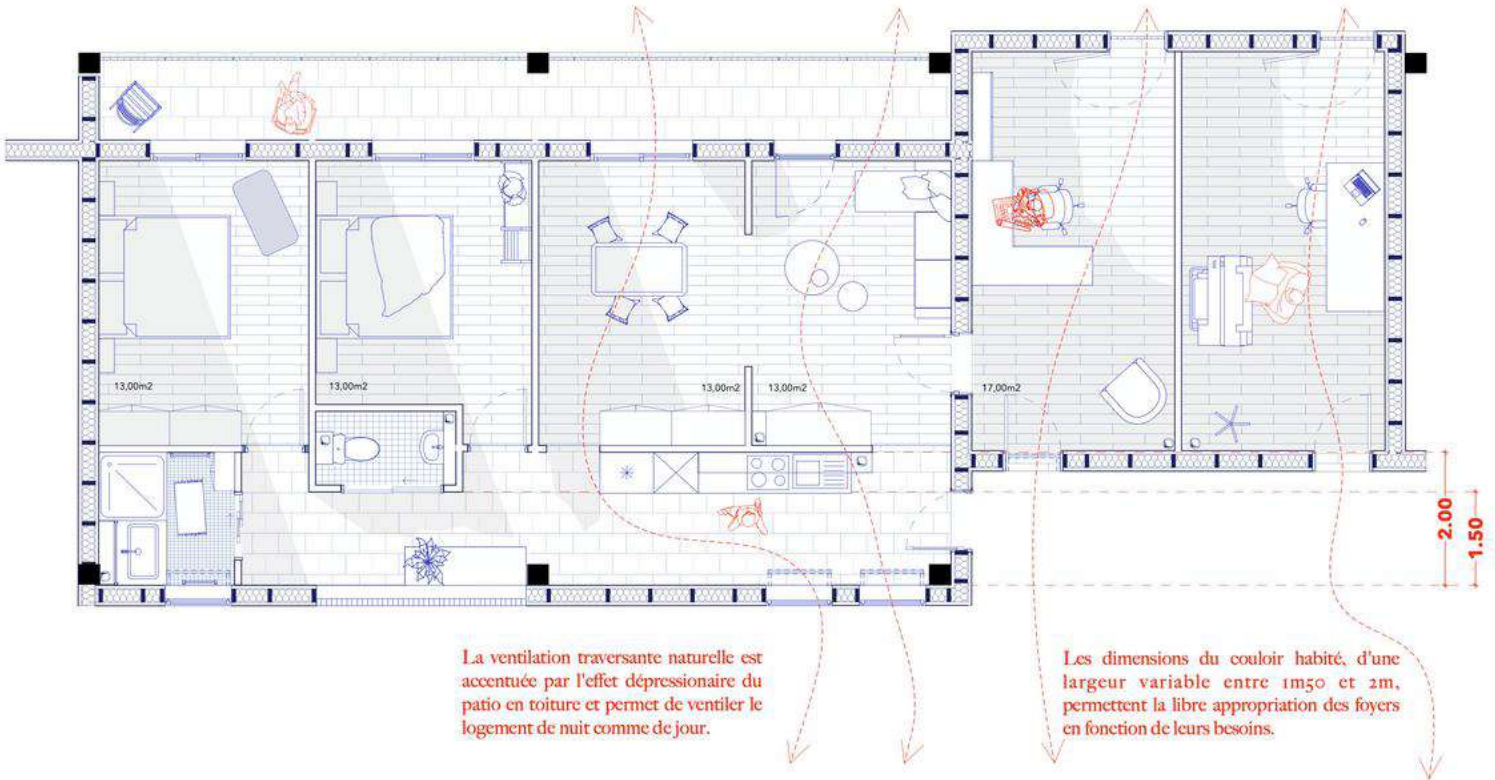 13,00m2
13,00m2
13,00m2
13,00m2
17,00m2
2.00
1.50
La ventilation traversante naturelle est
accentuée par l'effet dépressionaire du
patio en toiture et permet de ventiler le
logement de nuit comme de jour.
Les dimensions du couloir habité, d'une
largeur variable entre 1m50 et 2m,
permettent la libre appropriation des foyers
en fonction de leurs besoins.